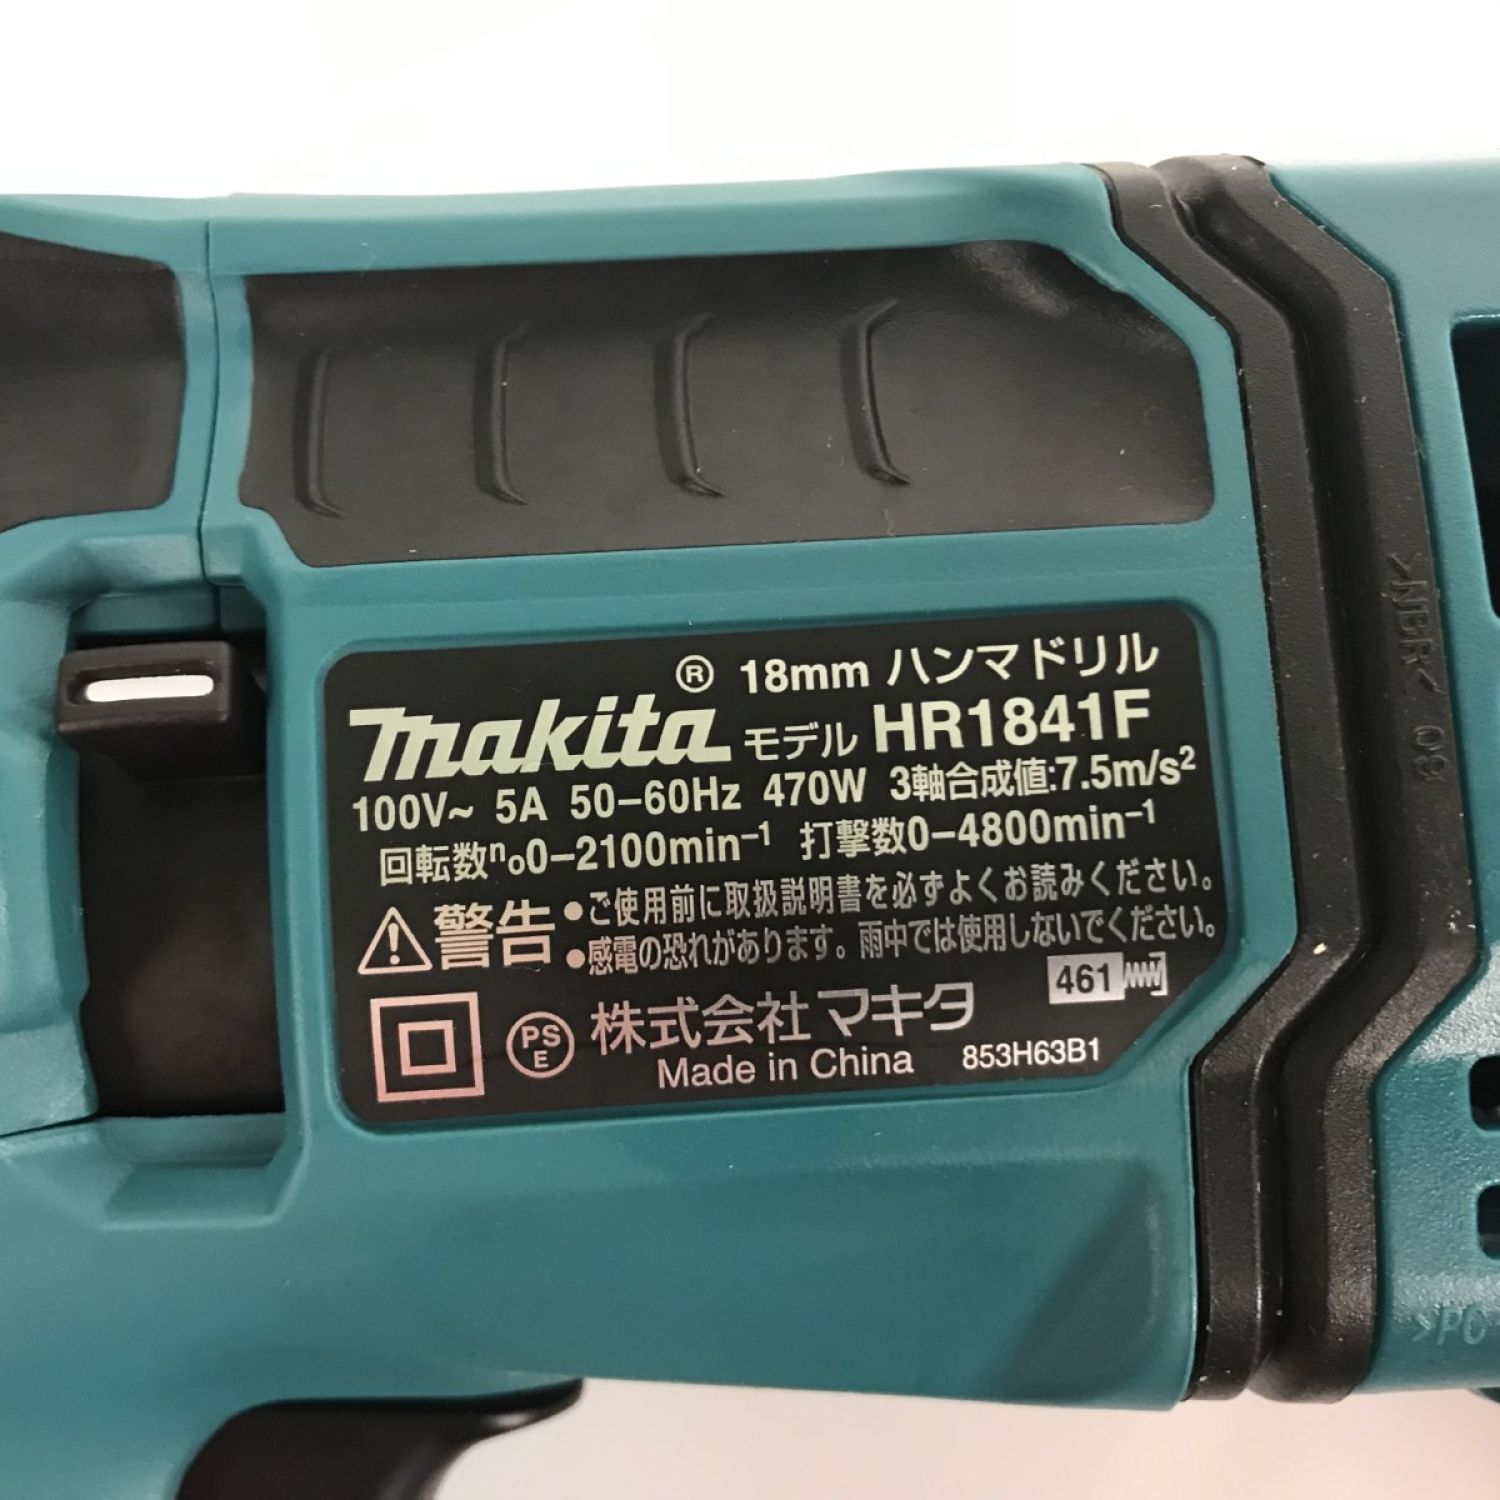 makita® 18mm ハンマドリル
モデル HR1841F
100V~ 5A 50-60Hz 470W 3軸合成値:7.5m/s²
回転数n₀0-2100min⁻¹ 打撃数0-4800min⁻¹
⚠警告 ●ご使用前に取扱説明書を必ずよくお読みください。
●感電の恐れがあります。雨中では使用しないでください。
461
PS E 株式会社マキタ
Made in China 853H63B1
>NBR<
>PC